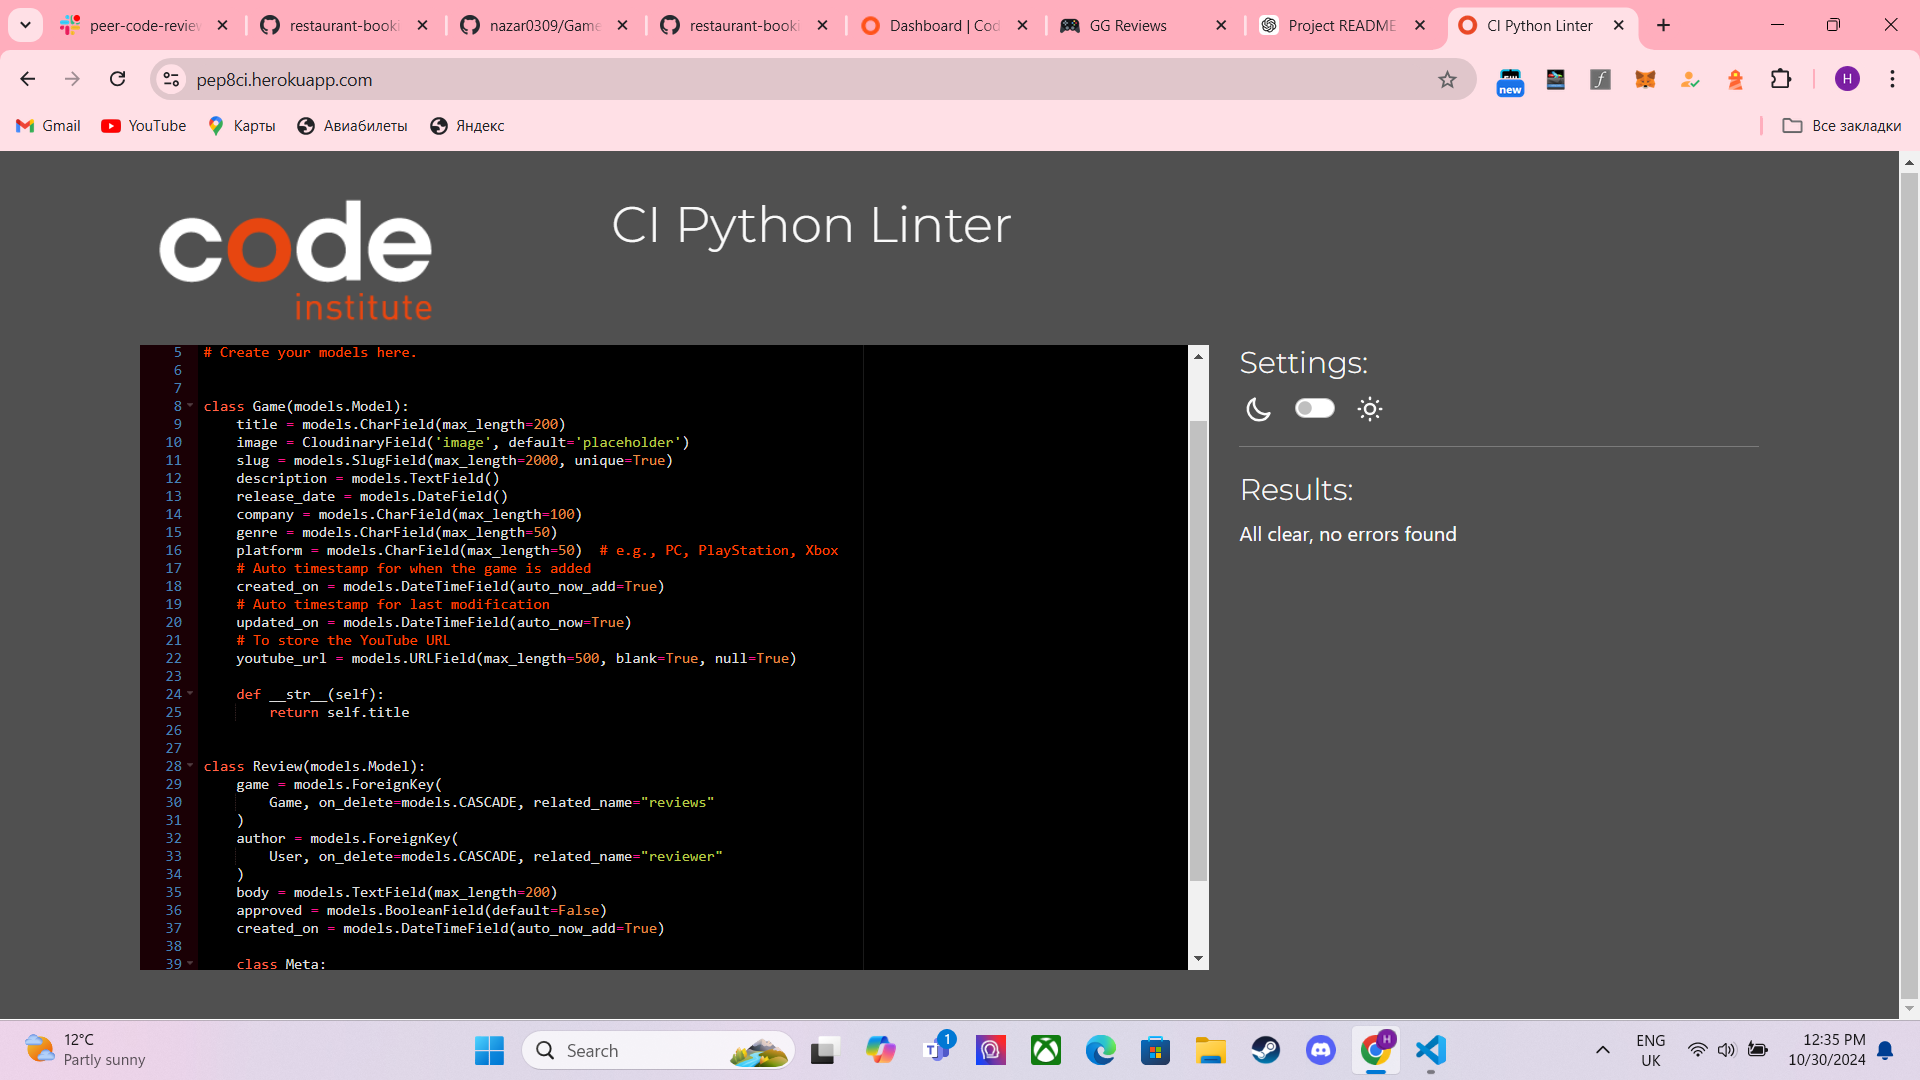 peer-code-review
restaurant-booki
nazar0309/Game
restaurant-booki
Dashboard | Cod
GG Reviews
Project README
CI Python Linter
pep8ci.herokuapp.com
new
H
Gmail
YouTube
Карты
Авиабилеты
Яндекс
Все закладки
code
institute
CI Python Linter
5 # Create your models here.
6
7
8 class Game(models.Model):
9 title = models.CharField(max_length=200)
10 image = CloudinaryField('image', default='placeholder')
11 slug = models.SlugField(max_length=2000, unique=True)
12 description = models.TextField()
13 release_date = models.DateField()
14 company = models.CharField(max_length=100)
15 genre = models.CharField(max_length=50)
16 platform = models.CharField(max_length=50)  # e.g., PC, PlayStation, Xbox
17 # Auto timestamp for when the game is added
18 created_on = models.DateTimeField(auto_now_add=True)
19 # Auto timestamp for last modification
20 updated_on = models.DateTimeField(auto_now=True)
21 # To store the YouTube URL
22 youtube_url = models.URLField(max_length=500, blank=True, null=True)
23
24 def __str__(self):
25 return self.title
26
27
28 class Review(models.Model):
29 game = models.ForeignKey(
30 Game, on_delete=models.CASCADE, related_name="reviews"
31 )
32 author = models.ForeignKey(
33 User, on_delete=models.CASCADE, related_name="reviewer"
34 )
35 body = models.TextField(max_length=200)
36 approved = models.BooleanField(default=False)
37 created_on = models.DateTimeField(auto_now_add=True)
38
39 class Meta:
Settings:
Results:
All clear, no errors found
12°C
Partly sunny
Search
1
H
ENG
UK
12:35 PM
10/30/2024